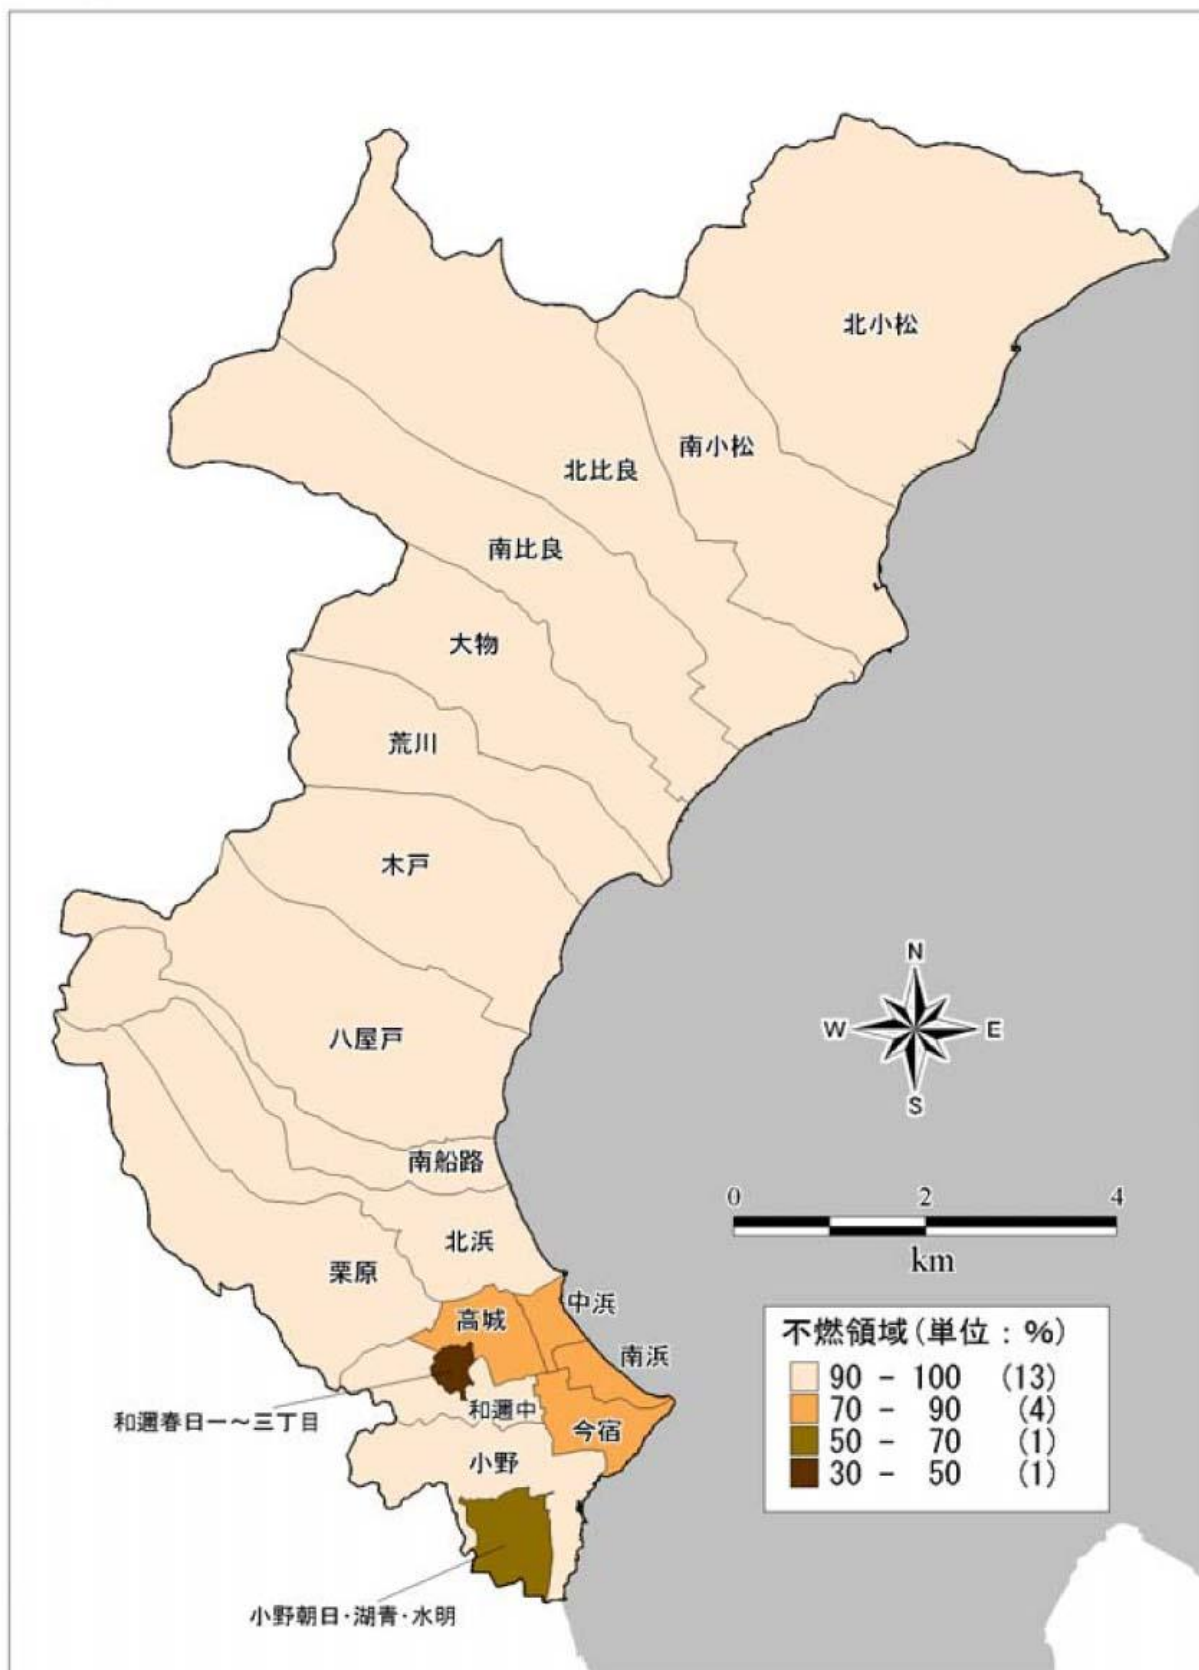 北小松
南小松
北比良
南比良
大物
荒川
木戸
八屋戸
南船路
北浜
栗原
中浜
高城
南浜
和邇春日一～三丁目
和邇中
今宿
小野
小野朝日・湖青・水明
N
W E
S
0 2 4
km
不燃領域(単位:%)
90 - 100 (13)
70 - 90 (4)
50 - 70 (1)
30 - 50 (1)